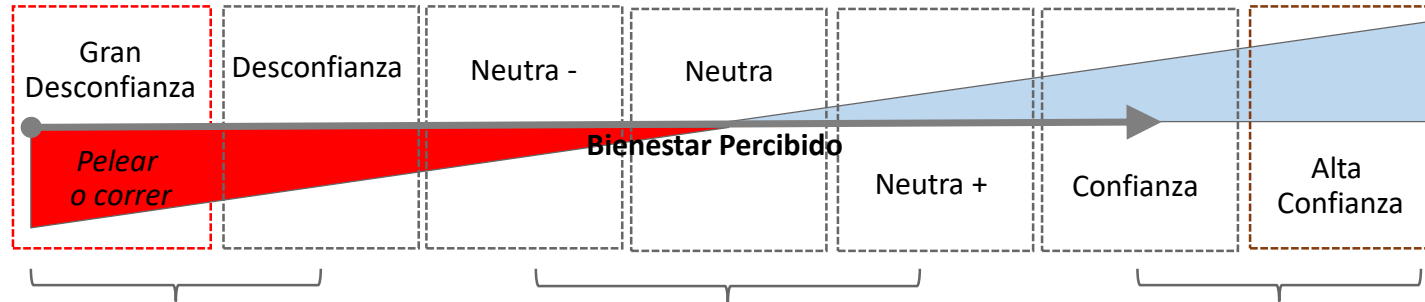 Gran
Desconfianza
Desconfianza
Neutra -
Neutra
Bienestar Percibido
Pelear
o correr
Neutra +
Confianza
Alta
Confianza